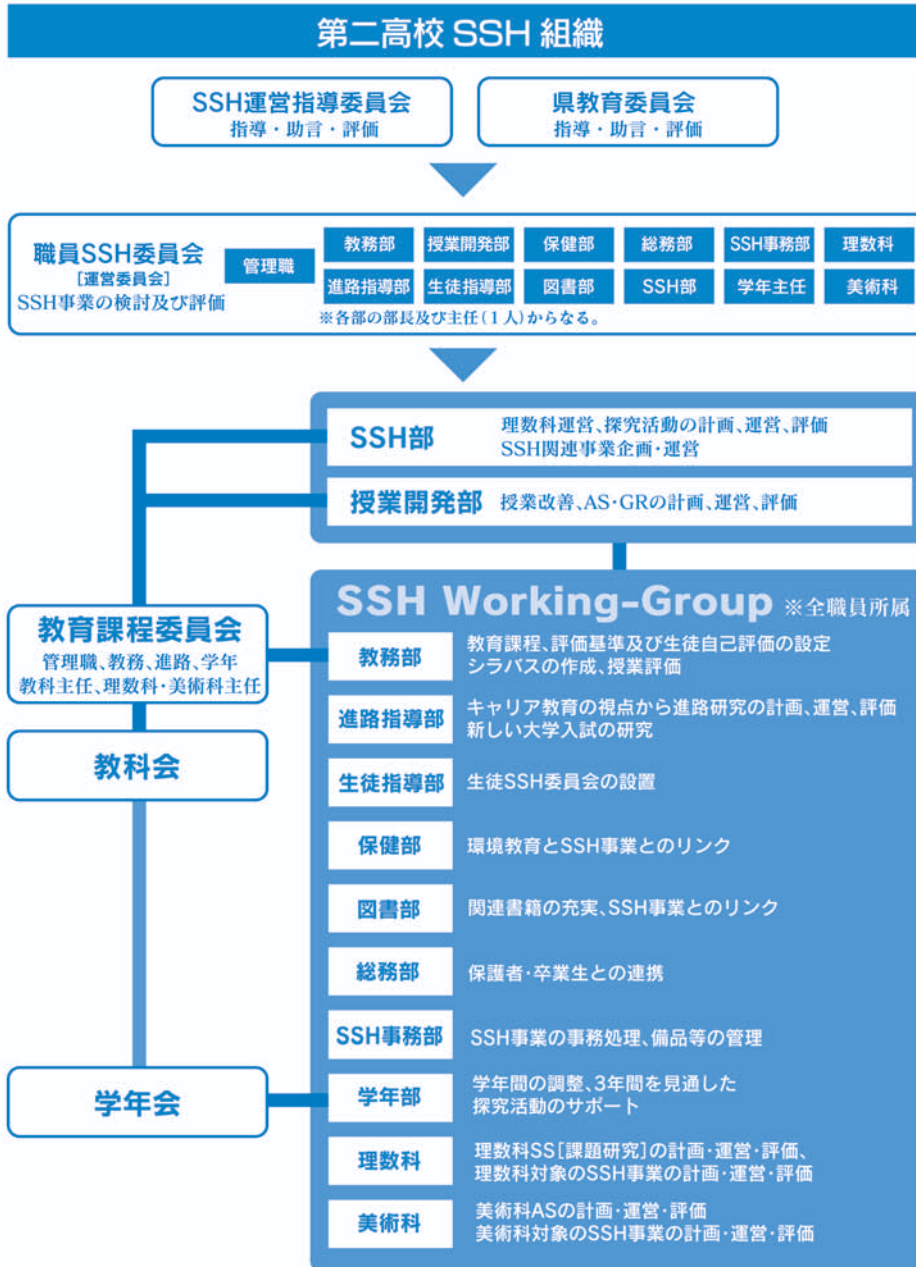 第二高校 SSH 組織
SSH運営指導委員会
指導・助言・評価
県教育委員会
指導・助言・評価
職員SSH委員会
[運営委員会]
SSH事業の検討及び評価
管理職
教務部
授業開発部
保健部
総務部
SSH事務部
理数科
進路指導部
生徒指導部
図書部
SSH部
学年主任
美術科
※各部の部長及び主任(1人)からなる。
SSH部
理数科運営、探究活動の計画、運営、評価
SSH関連事業企画・運営
授業開発部
授業改善、AS・GRの計画、運営、評価
教育課程委員会
管理職、教務、進路、学年
教科主任、理数科・美術科主任
教科会
学年会
SSH Working-Group ※全職員所属
教務部
教育課程、評価基準及び生徒自己評価の設定
シラバスの作成、授業評価
進路指導部
キャリア教育の視点から進路研究の計画、運営、評価
新しい大学入試の研究
生徒指導部
生徒SSH委員会の設置
保健部
環境教育とSSH事業とのリンク
図書部
関連書籍の充実、SSH事業とのリンク
総務部
保護者・卒業生との連携
SSH事務部
SSH事業の事務処理、備品等の管理
学年部
学年間の調整、3年間を見通した
探究活動のサポート
理数科
理数科SS[課題研究]の計画・運営・評価、
理数科対象のSSH事業の計画・運営・評価
美術科
美術科ASの計画・運営・評価
美術科対象のSSH事業の計画・運営・評価